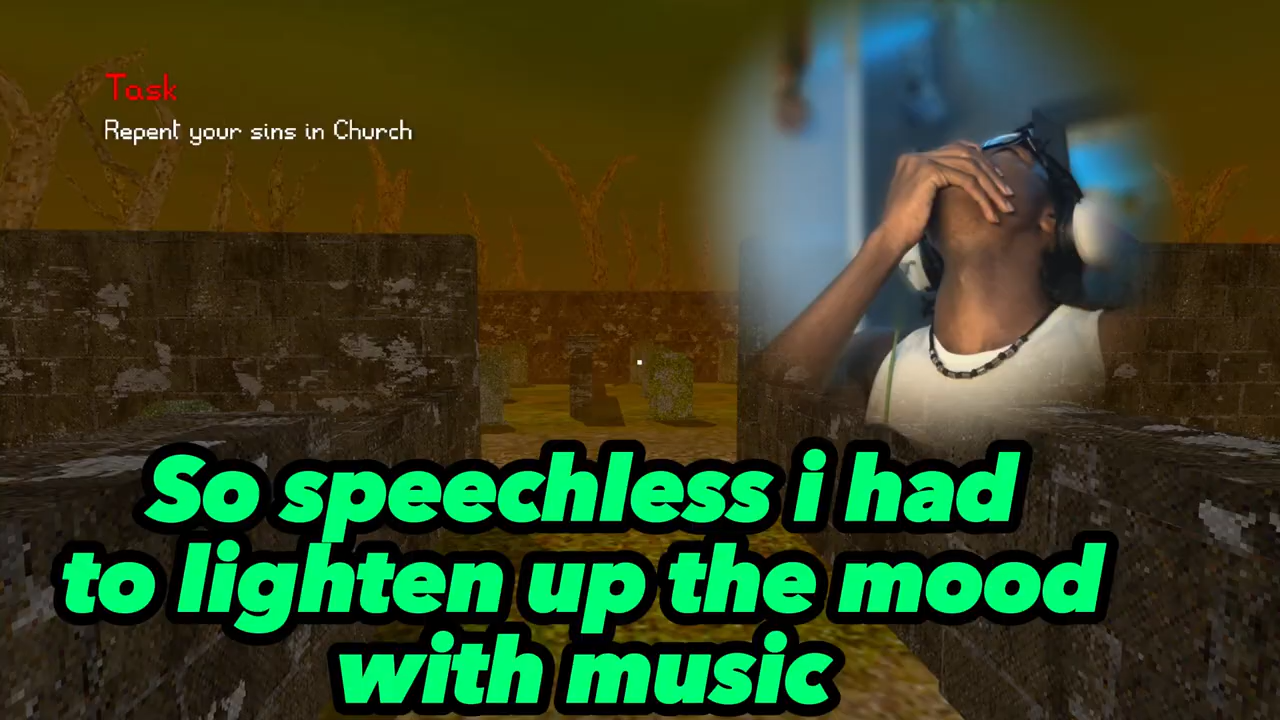 Task
Repent your sins in Church
So speechless i had
to lighten up the mood
with music